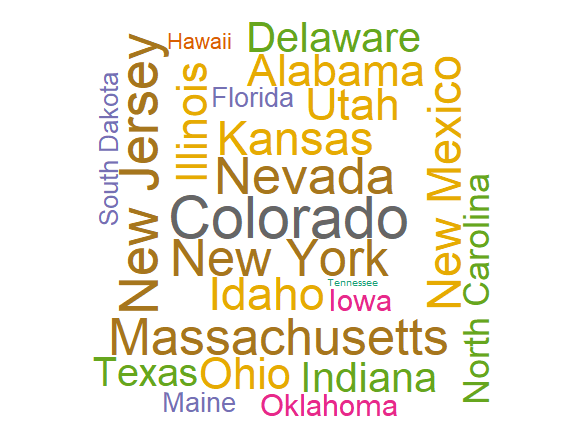 Hawaii
Delaware
Alabama
New Jersey
South Dakota
Illinois
Florida
Utah
New Mexico
Kansas
Nevada
Colorado
North Carolina
New York
Idaho
Tennessee
Iowa
Massachusetts
Texas
Ohio
Indiana
Maine
Oklahoma